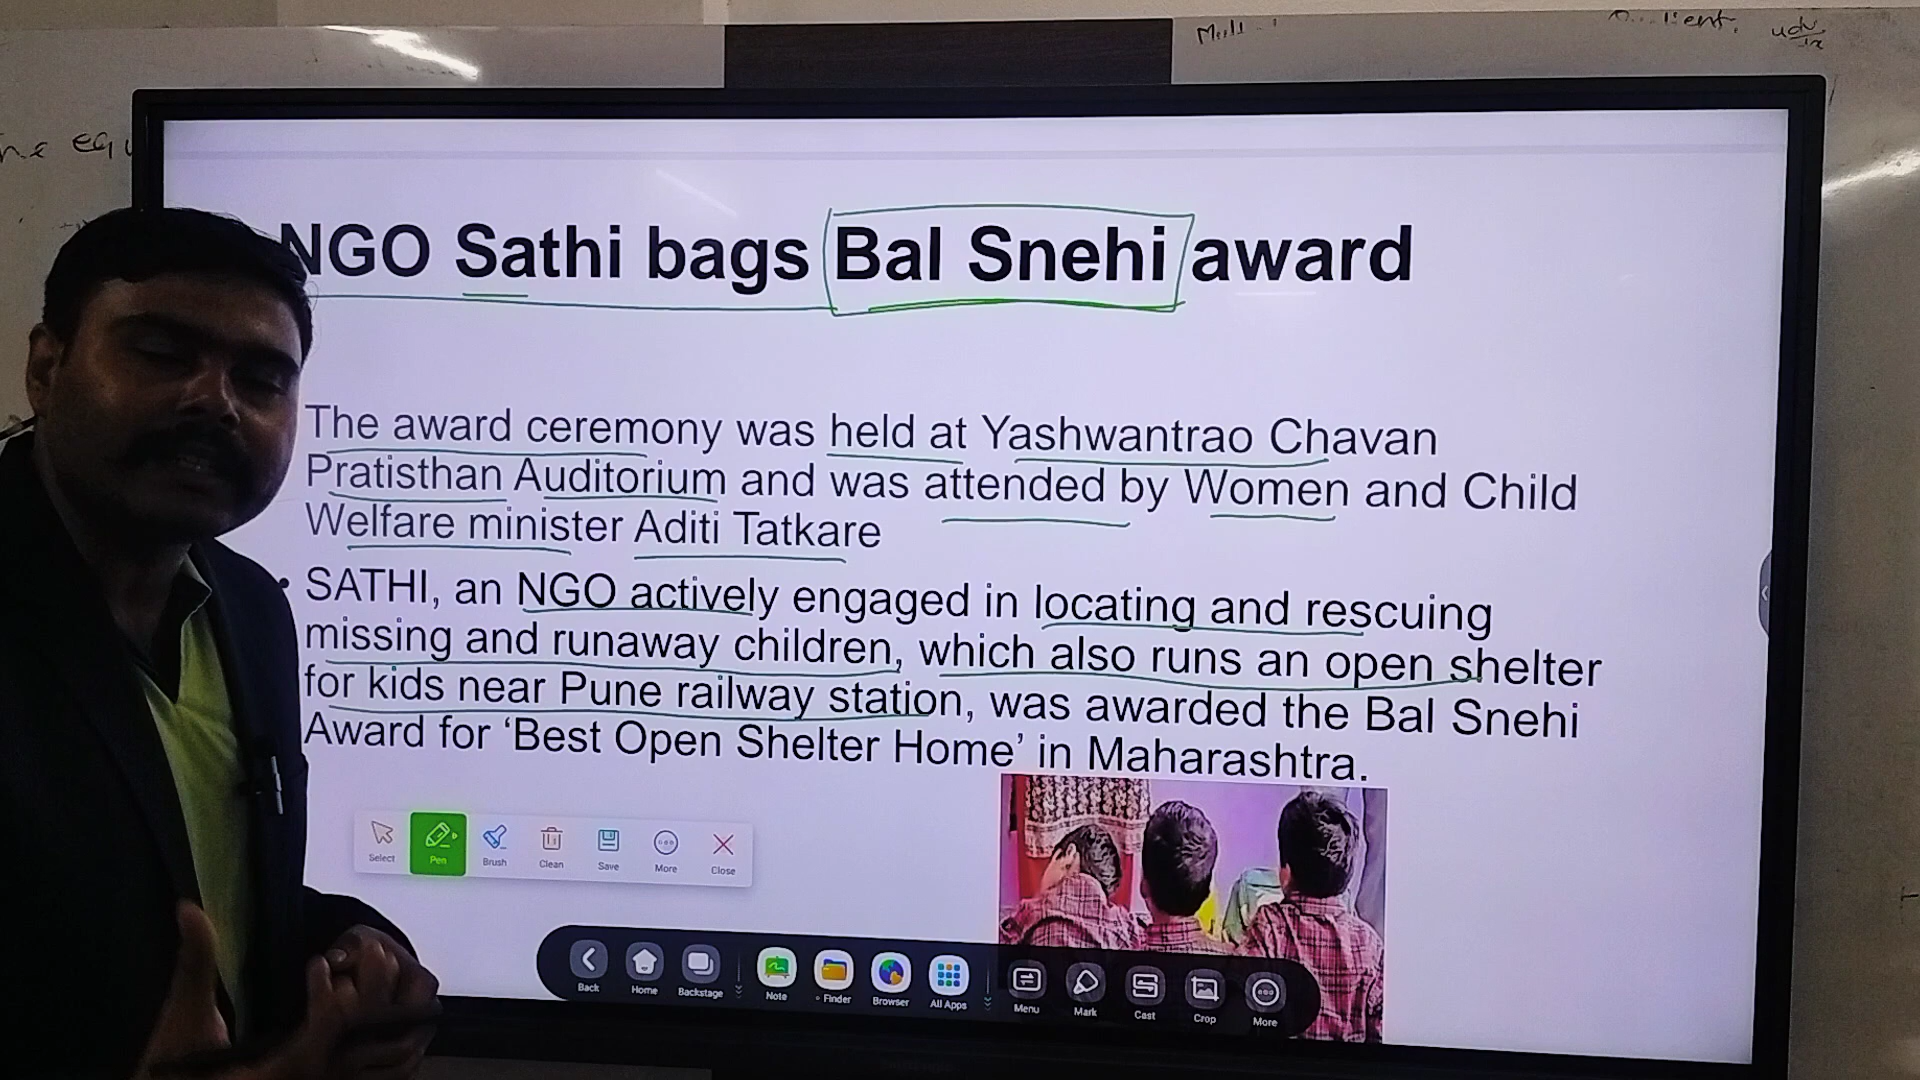 NGO Sathi bags Bal Snehi award
The award ceremony was held at Yashwantrao Chavan
Pratisthan Auditorium and was attended by Women and Child
Welfare minister Aditi Tatkare
• SATHI, an NGO actively engaged in locating and rescuing
missing and runaway children, which also runs an open shelter
for kids near Pune railway station, was awarded the Bal Snehi
Award for ‘Best Open Shelter Home’ in Maharashtra.
Select Pen Brush Clean Save More Close
Back Home Backstage Note Finder Browser All Apps Menu Mark Cast Crop More